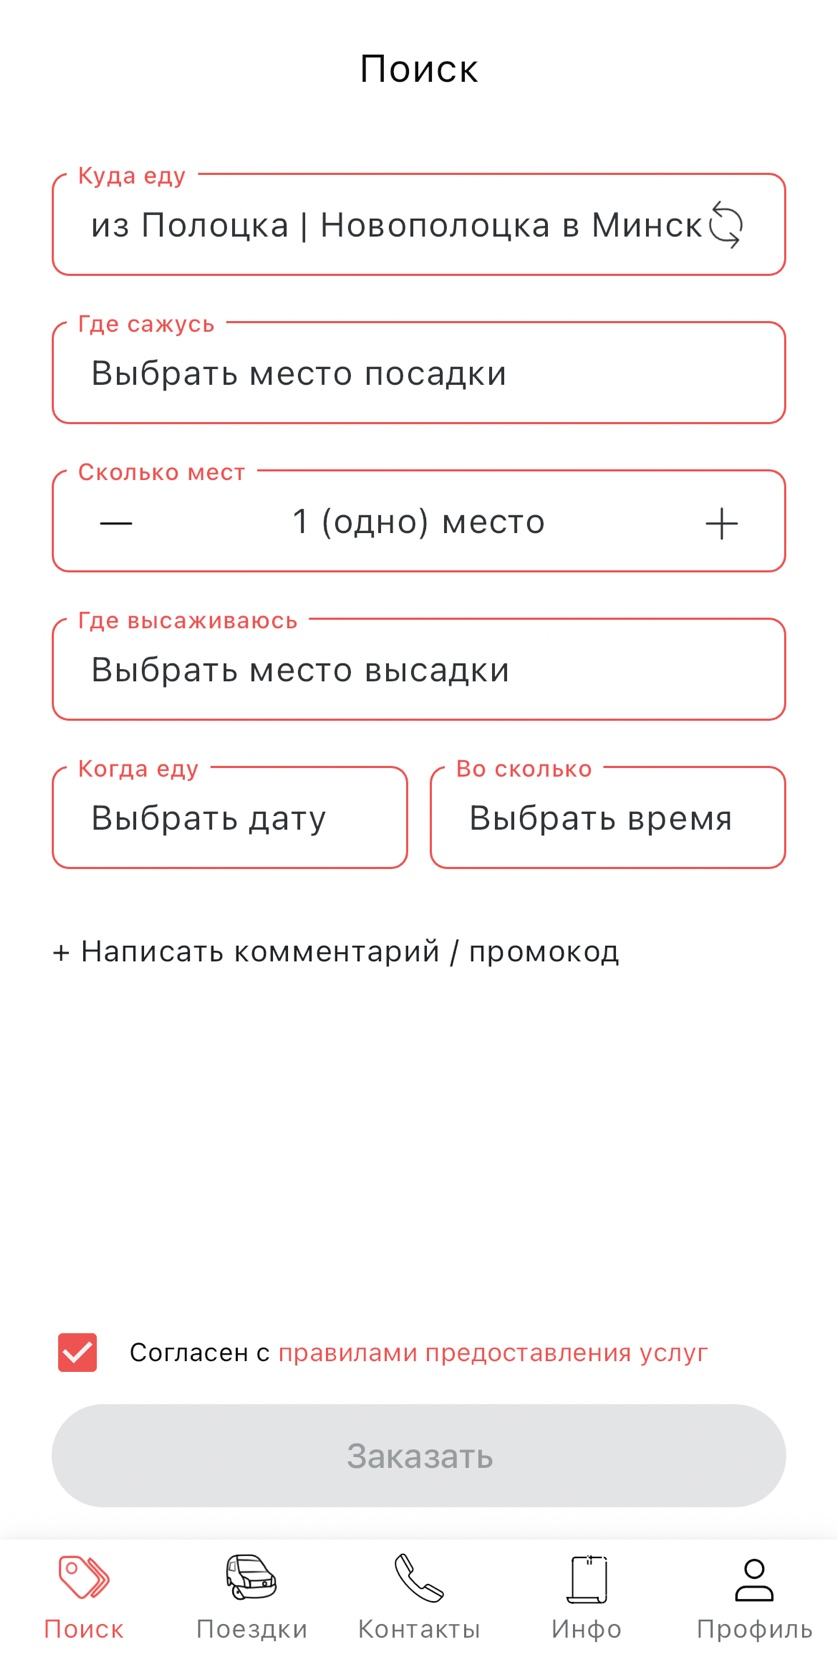 Поиск
Куда еду
из Полоцка | Новополоцка в Минск
Где сажусь
Выбрать место посадки
Сколько мест
1 (одно) место
Где высаживаюсь
Выбрать место высадки
Когда еду
Выбрать дату
Во сколько
Выбрать время
+ Написать комментарий / промокод
Согласен с правилами предоставления услуг
Заказать
Поиск
Поездки
Контакты
Инфо
Профиль